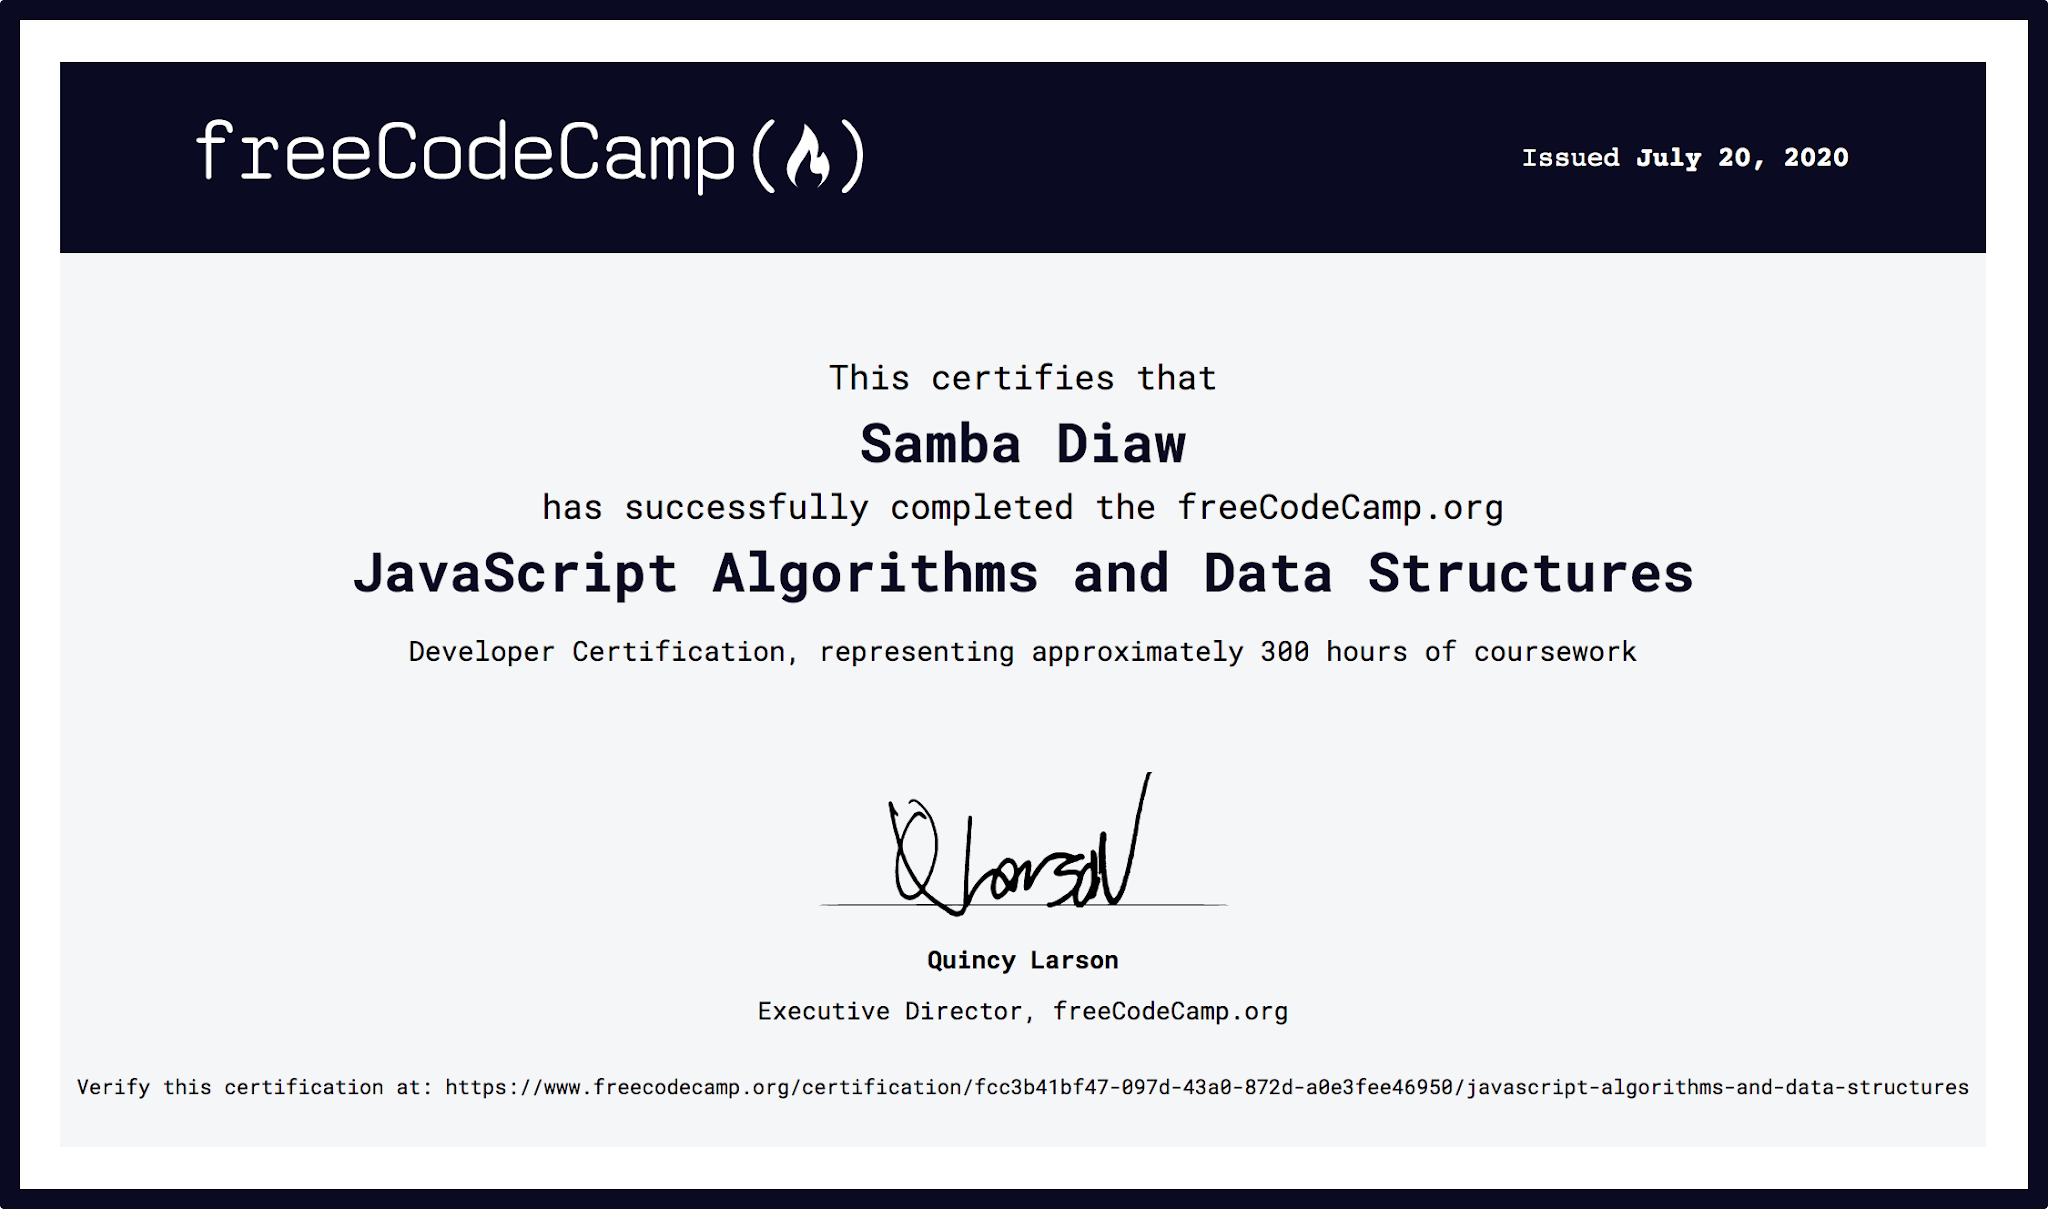 freeCodeCamp(🔥)
Issued July 20, 2020
This certifies that
Samba Diaw
has successfully completed the freeCodeCamp.org
JavaScript Algorithms and Data Structures
Developer Certification, representing approximately 300 hours of coursework
Q Larson
Quincy Larson
Executive Director, freeCodeCamp.org
Verify this certification at: https://www.freecodecamp.org/certification/fcc3b41bf47-097d-43a0-872d-a0e3fee46950/javascript-algorithms-and-data-structures